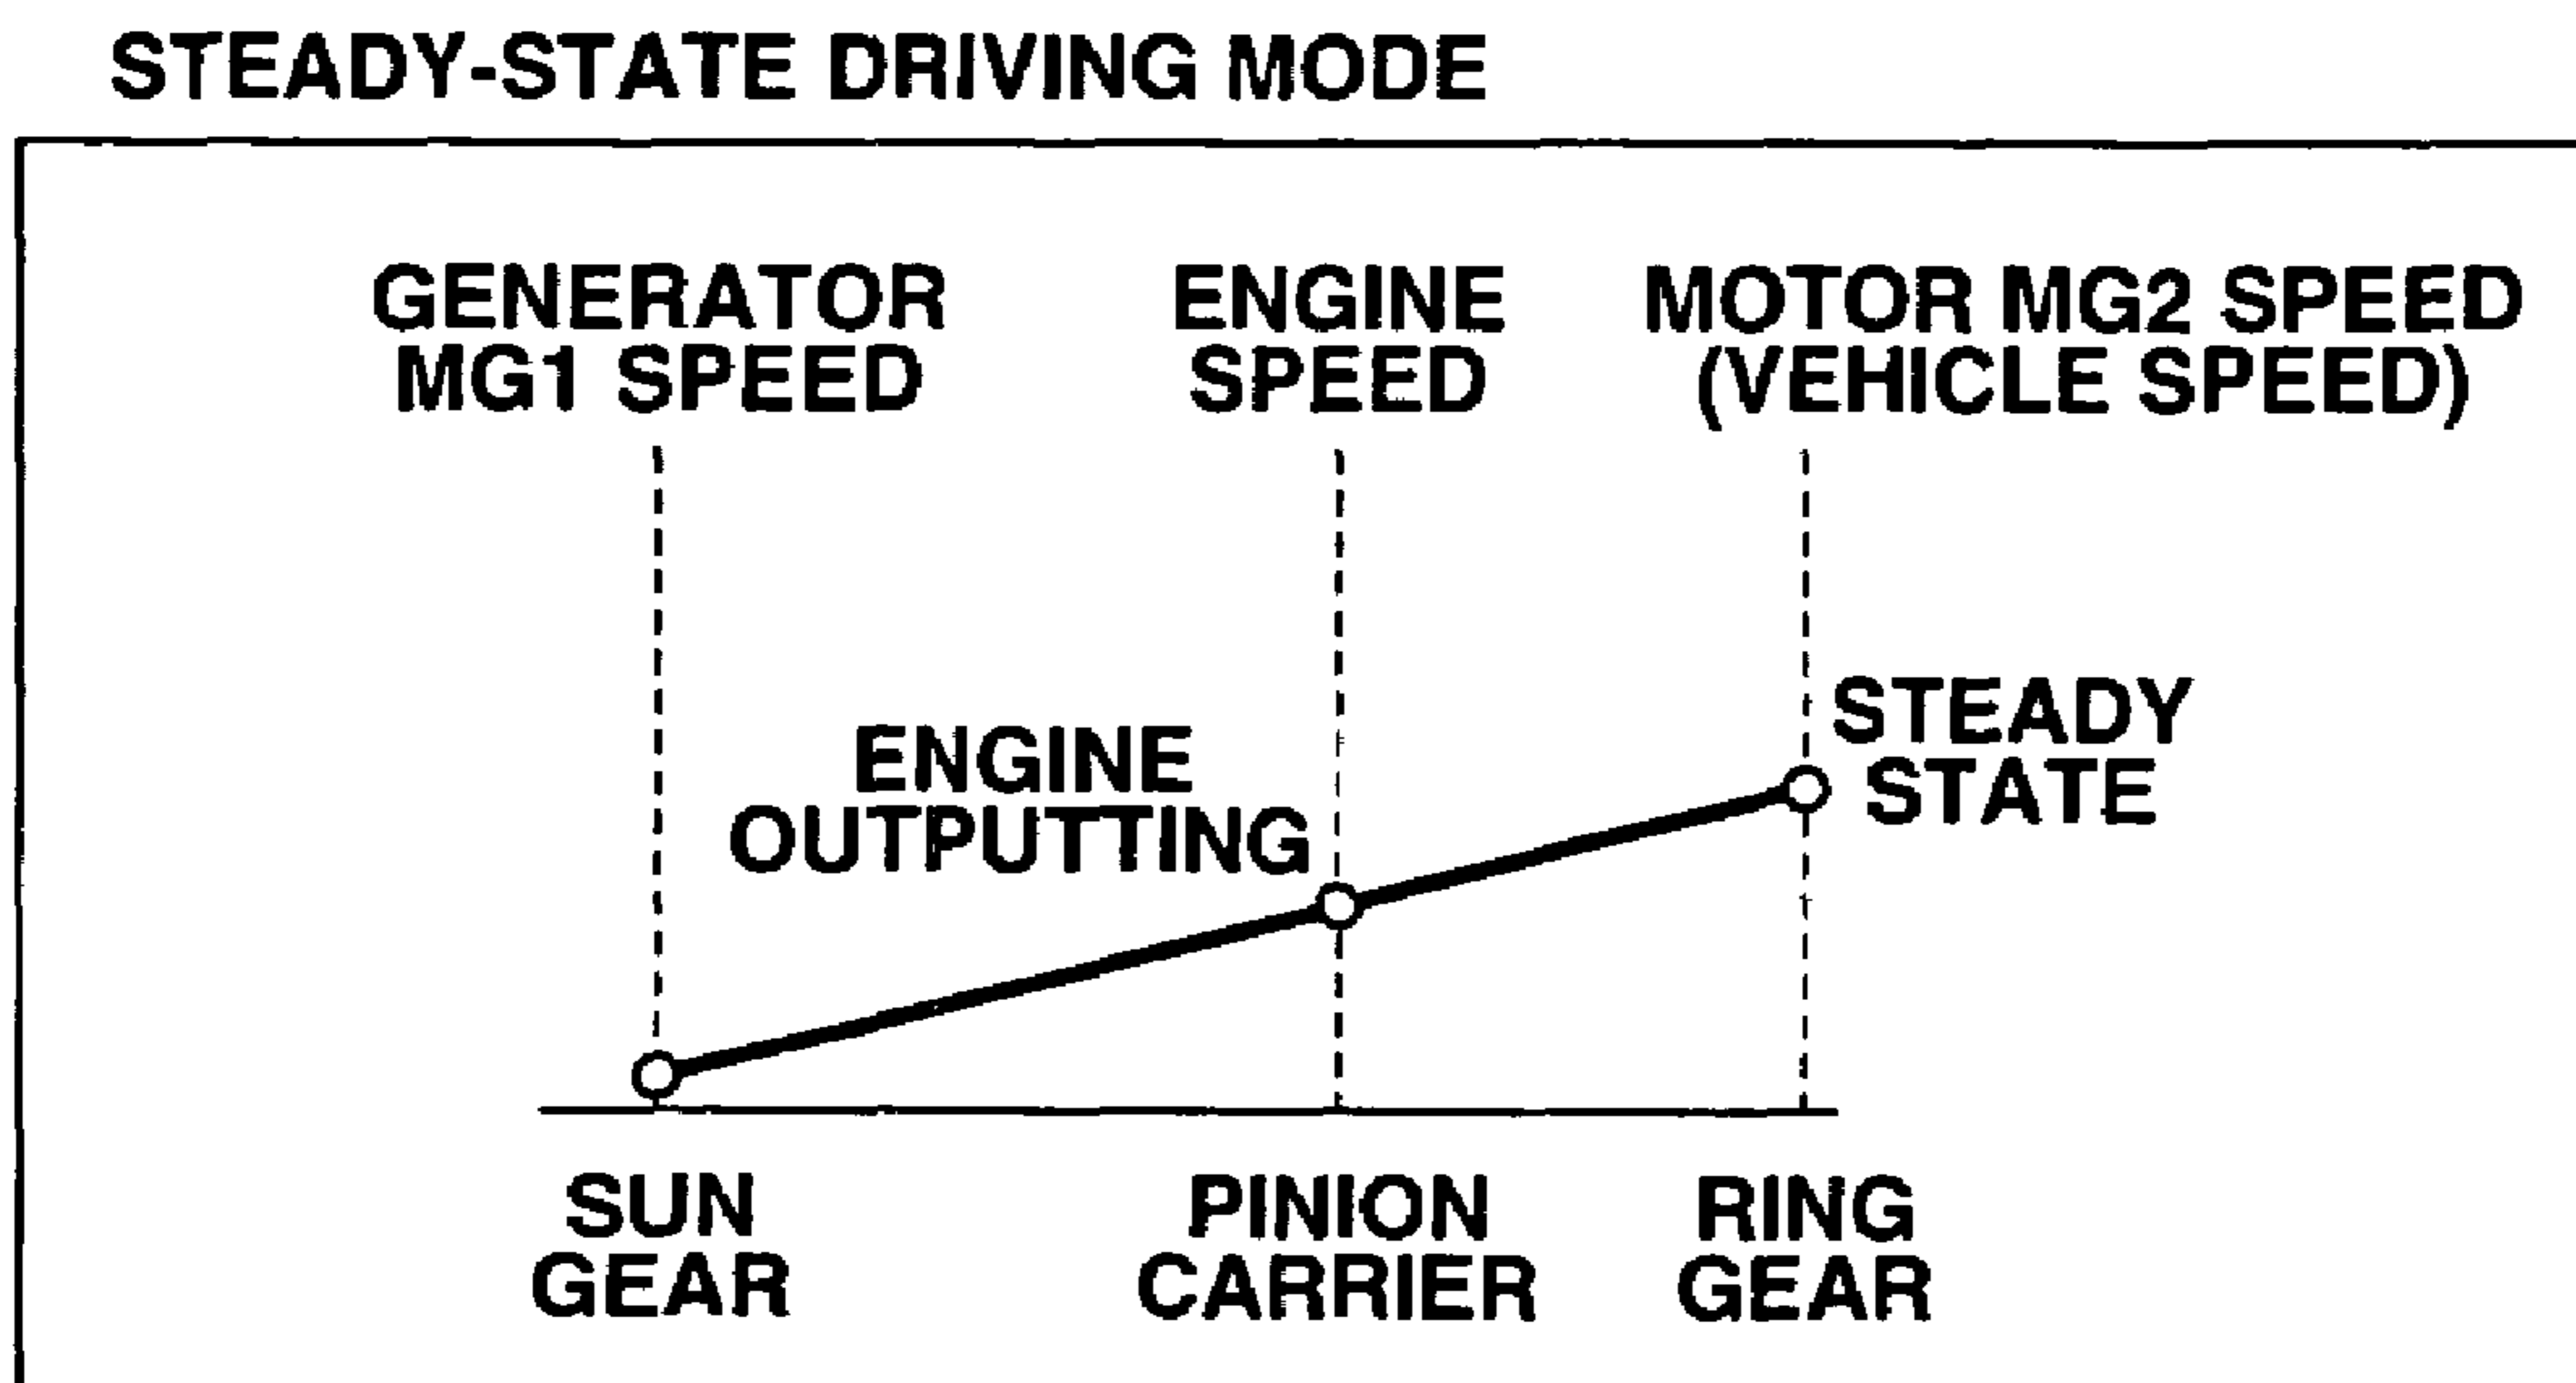 STEADY-STATE DRIVING MODE
GENERATOR
MG1 SPEED
ENGINE
SPEED
MOTOR MG2 SPEED
(VEHICLE SPEED)
ENGINE
OUTPUTTING
STEADY
STATE
SUN
GEAR
PINION
CARRIER
RING
GEAR